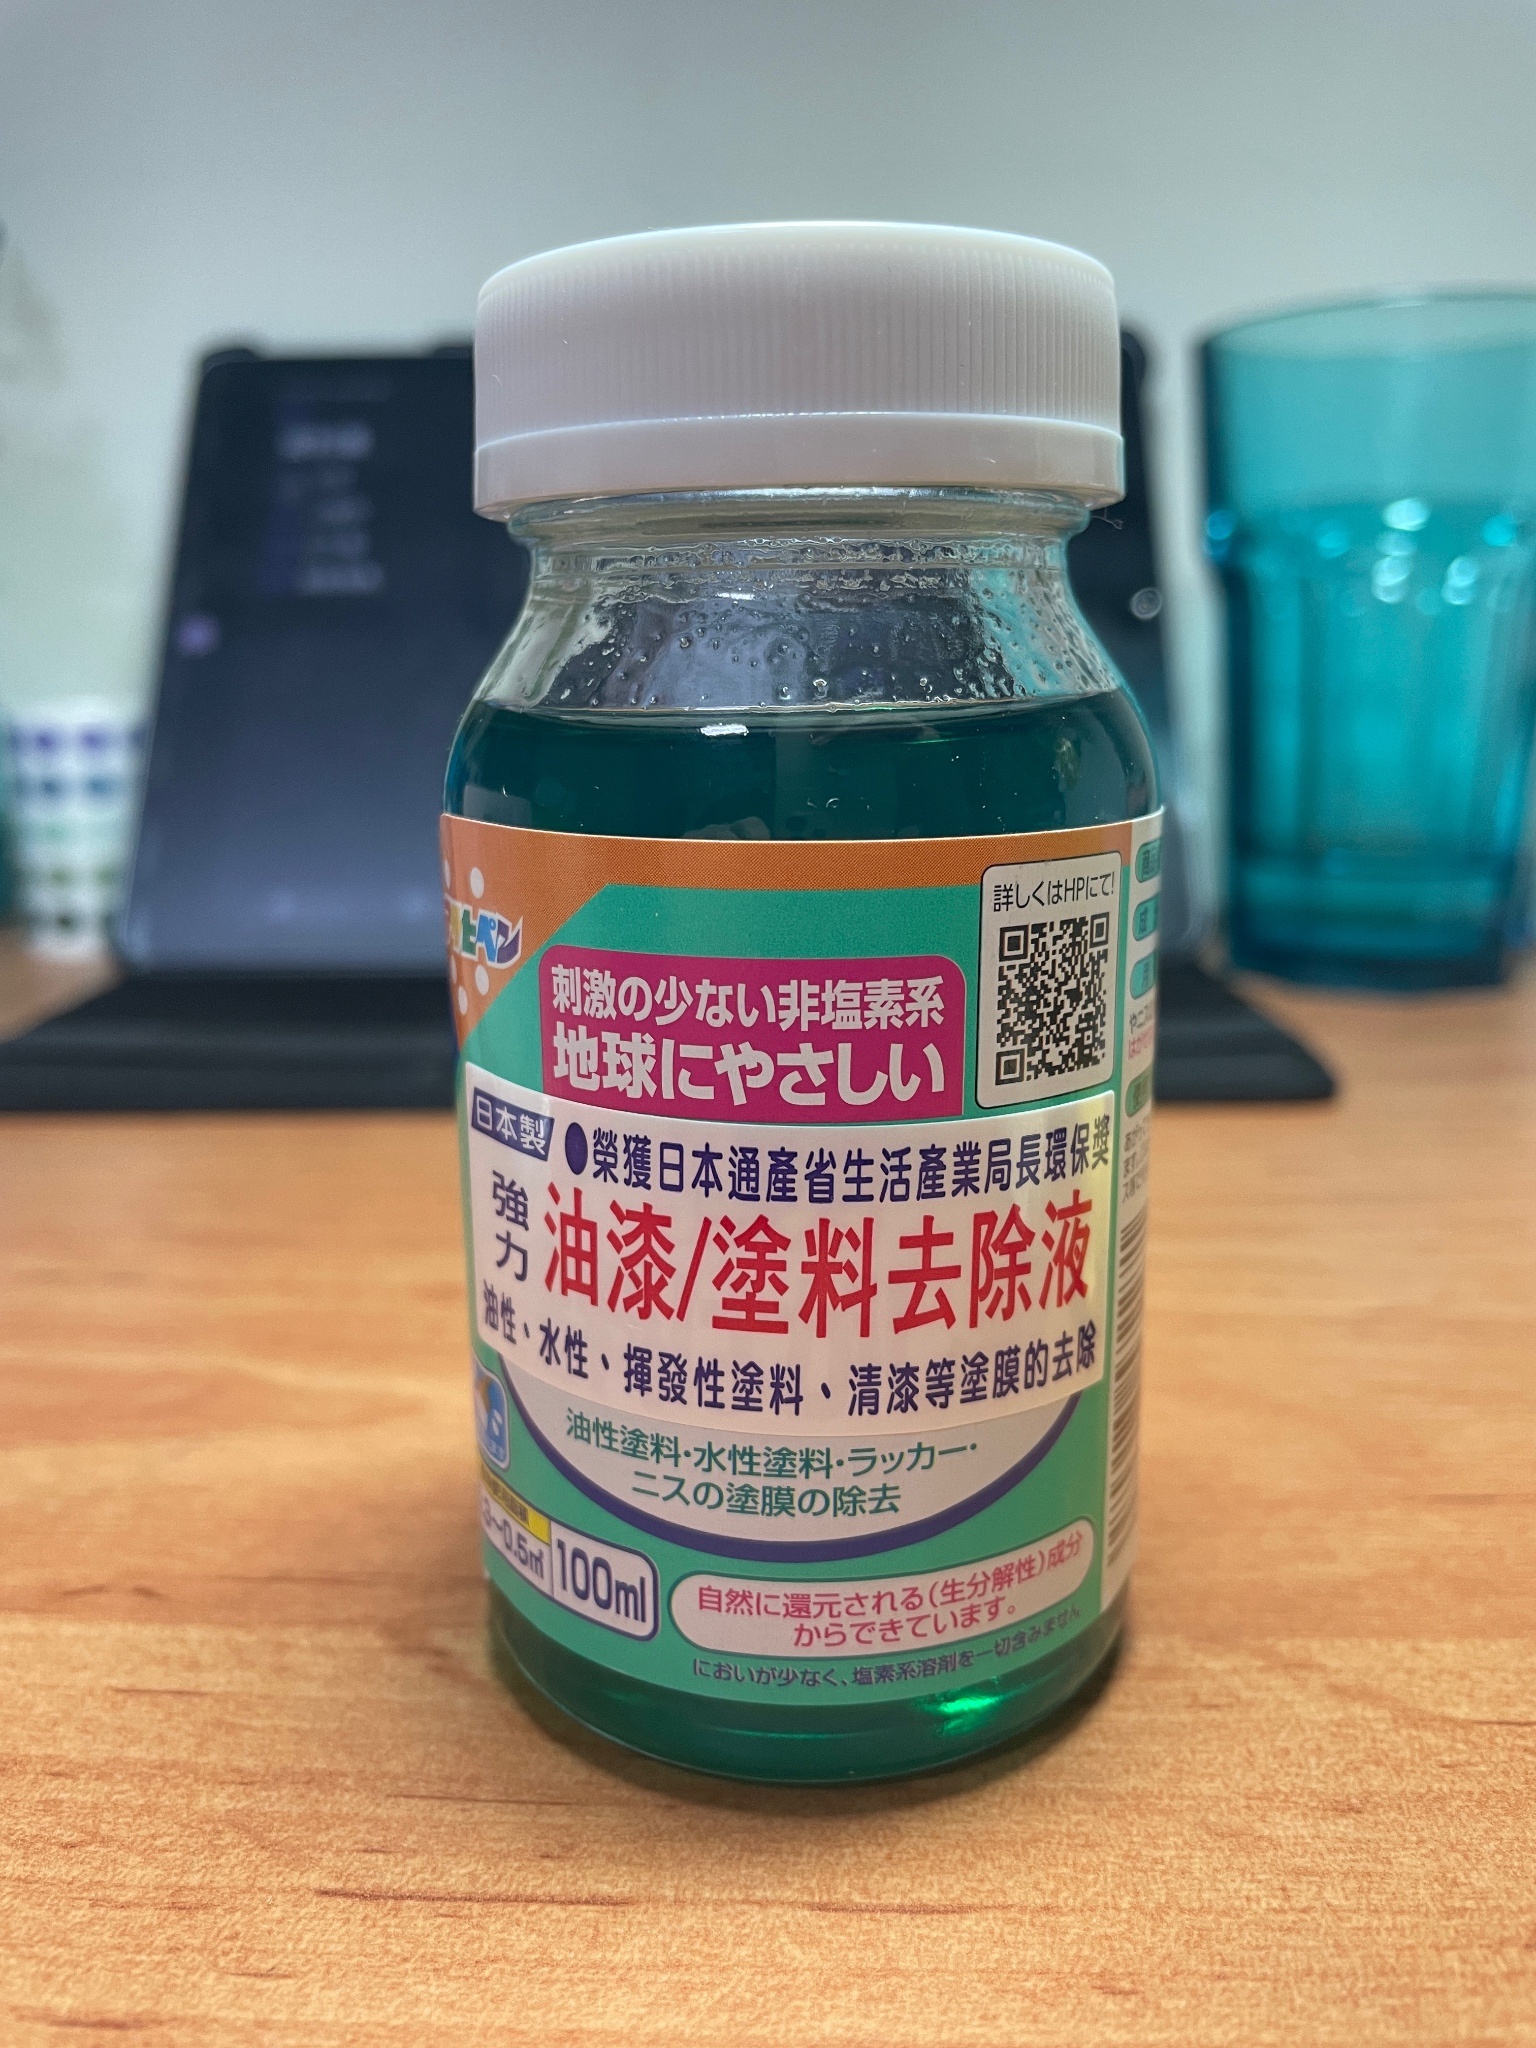 詳しくはHPにて!
刺激の少ない非塩素系
地球にやさしい
日本製
●榮獲日本通產省生活產業局長環保獎
強力
油漆/塗料去除液
油性、水性、揮發性塗料、清漆等塗膜的去除
油性塗料・水性塗料・ラッカー・
ニスの塗膜の除去
~0.5㎡
100ml
自然に還元される(生分解性)成分
からできています。
においが少なく、塩素系溶剤を一切含みません